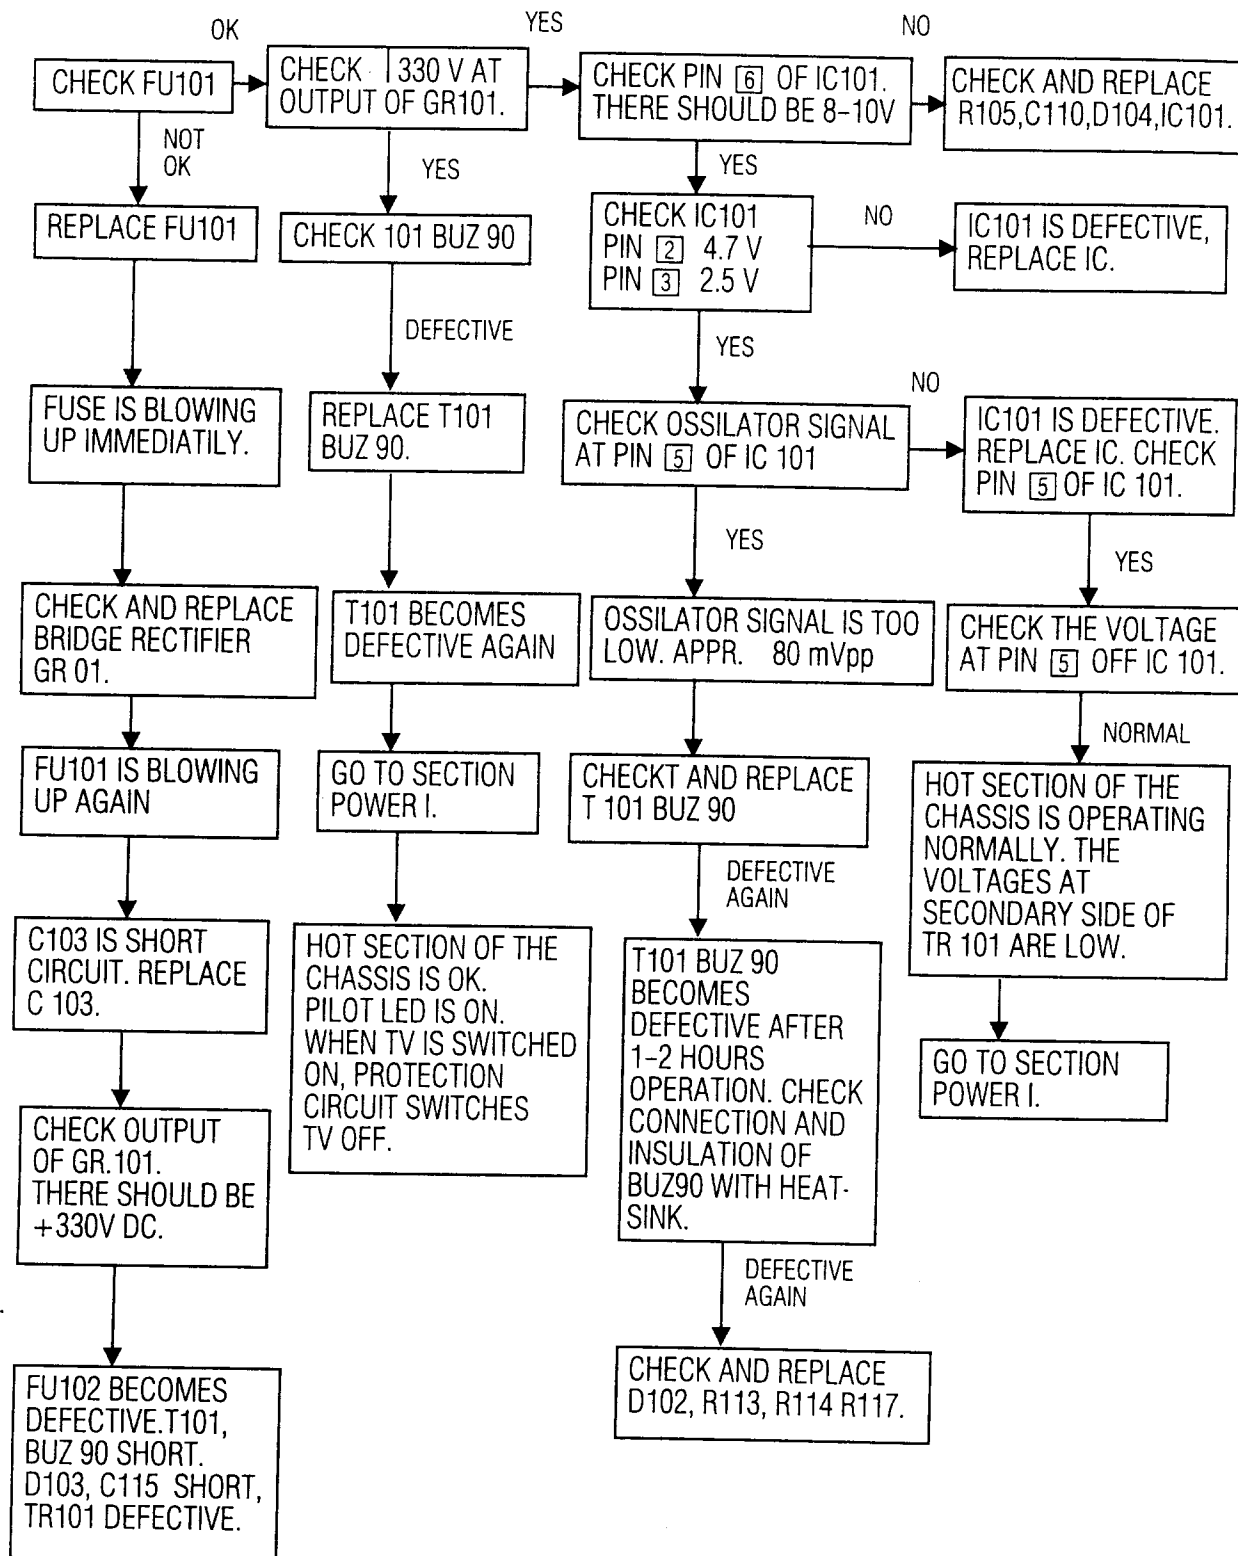 OK
YES
NO
CHECK FU101
CHECK 330 V AT
OUTPUT OF GR101.
CHECK PIN 6 OF IC101.
THERE SHOULD BE 8-10V
CHECK AND REPLACE
R105,C110,D104,IC101.
NOT
OK
YES
YES
REPLACE FU101
CHECK 101 BUZ 90
CHECK IC101
PIN 2 4.7 V
PIN 3 2.5 V
NO
IC101 IS DEFECTIVE,
REPLACE IC.
DEFECTIVE
YES
NO
FUSE IS BLOWING
UP IMMEDIATILY.
REPLACE T101
BUZ 90.
CHECK OSSILATOR SIGNAL
AT PIN 5 OF IC 101
IC101 IS DEFECTIVE.
REPLACE IC. CHECK
PIN 5 OF IC 101.
YES
YES
CHECK AND REPLACE
BRIDGE RECTIFIER
GR 01.
T101 BECOMES
DEFECTIVE AGAIN
OSSILATOR SIGNAL IS TOO
LOW. APPR. 80 mVpp
CHECK THE VOLTAGE
AT PIN 5 OFF IC 101.
NORMAL
FU101 IS BLOWING
UP AGAIN
GO TO SECTION
POWER I.
CHECKT AND REPLACE
T 101 BUZ 90
HOT SECTION OF THE
CHASSIS IS OPERATING
NORMALLY. THE
VOLTAGES AT
SECONDARY SIDE OF
TR 101 ARE LOW.
DEFECTIVE
AGAIN
C103 IS SHORT
CIRCUIT. REPLACE
C 103.
HOT SECTION OF THE
CHASSIS IS OK.
PILOT LED IS ON.
WHEN TV IS SWITCHED
ON, PROTECTION
CIRCUIT SWITCHES
TV OFF.
T101 BUZ 90
BECOMES
DEFECTIVE AFTER
1-2 HOURS
OPERATION. CHECK
CONNECTION AND
INSULATION OF
BUZ90 WITH HEAT-
SINK.
GO TO SECTION
POWER I.
CHECK OUTPUT
OF GR.101.
THERE SHOULD BE
+330V DC.
DEFECTIVE
AGAIN
CHECK AND REPLACE
D102, R113, R114 R117.
FU102 BECOMES
DEFECTIVE.T101,
BUZ 90 SHORT.
D103, C115 SHORT,
TR101 DEFECTIVE.